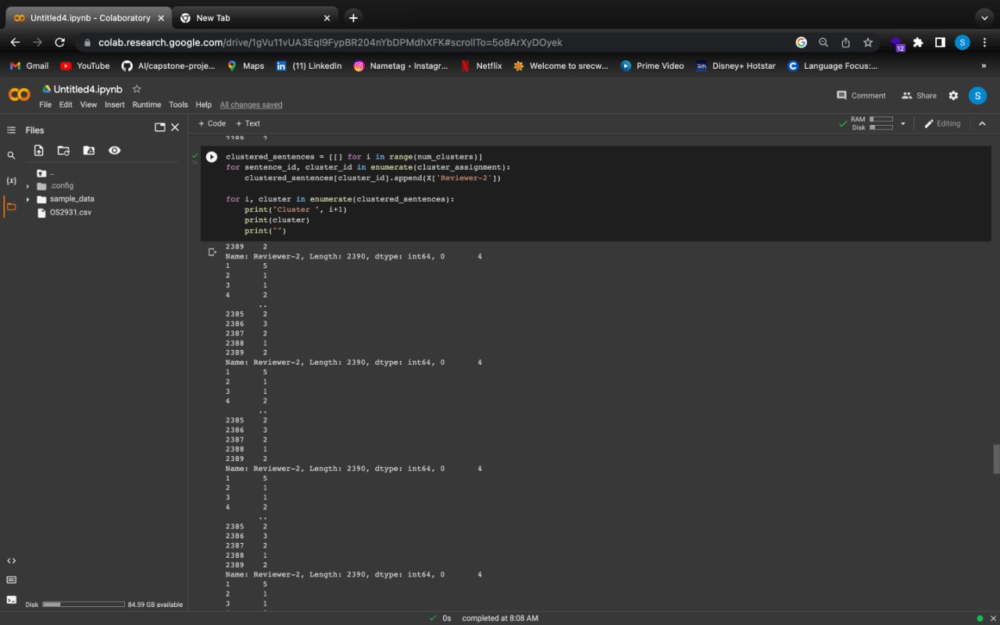 Untitled4.ipynb - Colaboratory
New Tab
colab.research.google.com/drive/1gVu11vUA3EqI9FypBR204nYbDPMdhXFK#scrollTo=5o8ArXyDOyek
12
S
Gmail YouTube AI/capstone-proje... Maps (11) LinkedIn Nametag • Instagr... Netflix Welcome to srecw... Prime Video Disney+ Hotstar Language Focus:... »
Untitled4.ipynb
File Edit View Insert Runtime Tools Help All changes saved
Comment Share S
Files
+ Code + Text
RAM
Disk
Editing
..
.config
sample_data
OS2931.csv
{x}
2389 2
clustered_sentences = [[] for i in range(num_clusters)]
for sentence_id, cluster_id in enumerate(cluster_assignment):
clustered_sentences[cluster_id].append(X['Reviewer-2'])
for i, cluster in enumerate(clustered_sentences):
print("Cluster ", i+1)
print(cluster)
print("")
2389 2
Name: Reviewer-2, Length: 2390, dtype: int64, 0 4
1 5
2 1
3 1
4 2
..
2385 2
2386 3
2387 2
2388 1
2389 2
Name: Reviewer-2, Length: 2390, dtype: int64, 0 4
1 5
2 1
3 1
4 2
..
2385 2
2386 3
2387 2
2388 1
2389 2
Name: Reviewer-2, Length: 2390, dtype: int64, 0 4
1 5
2 1
3 1
4 2
..
2385 2
2386 3
2387 2
2388 1
2389 2
Name: Reviewer-2, Length: 2390, dtype: int64, 0 4
1 5
2 1
3 1
Disk 84.59 GB available
0s completed at 8:08 AM